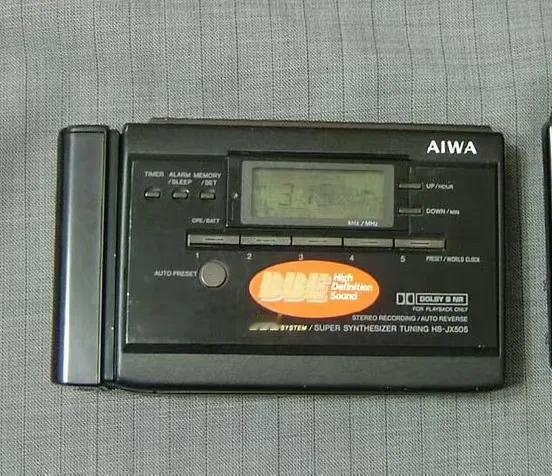 AIWA
TIMER ALARM/SLEEP MEMORY/SET
UP/HOUR
DOWN/MIN
OPE/BATT
kHz/MHz
1 2 3 4 5 PRESET/WORLD CLOCK
AUTO PRESET
BBE High Definition Sound
DOLBY B NR
FOR PLAYBACK ONLY
STEREO RECORDING/AUTO REVERSE
SYSTEM/SUPER SYNTHESIZER TUNING HS-JX505